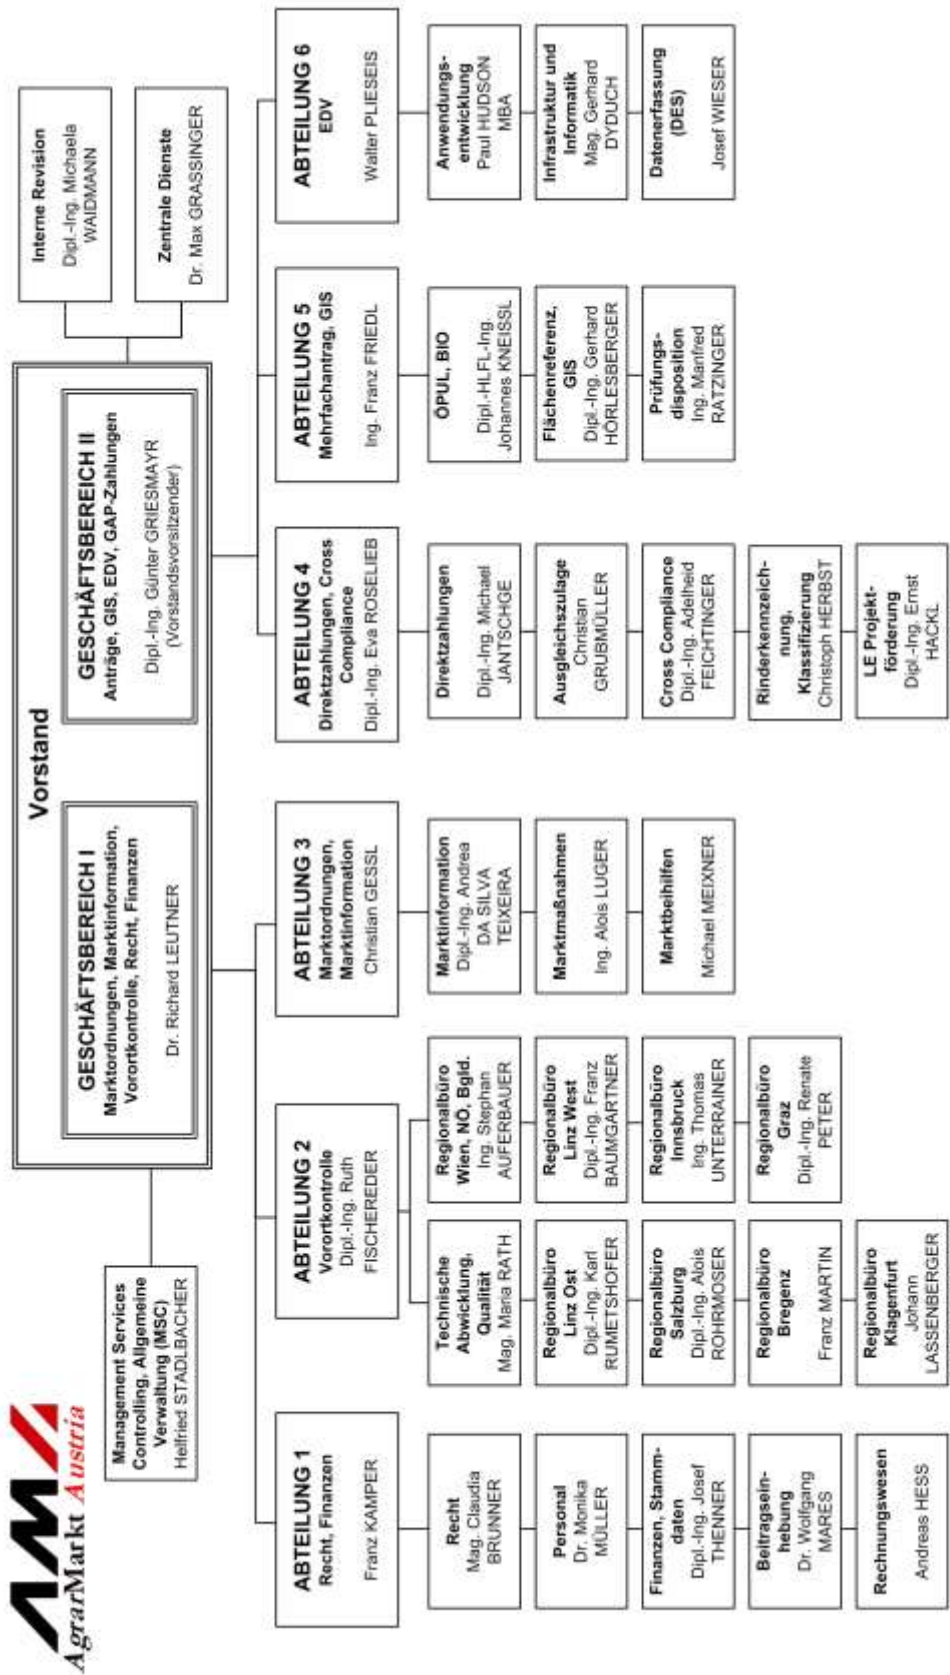 AMA
AgrarMarkt Austria
Management Services
Controlling, Allgemeine
Verwaltung (MSC)
Helfried STADLBACHER
Vorstand
GESCHÄFTSBEREICH I
Marktordnungen, Marktinformation,
Vorortkontrolle, Recht, Finanzen
Dr. Richard LEUTNER
GESCHÄFTSBEREICH II
Anträge, GIS, EDV, GAP-Zahlungen
Dipl.-Ing. Günter GRIESMAYR
(Vorstandsvorsitzender)
Interne Revision
Dipl.-Ing. Michaela
WAIDMANN
Zentrale Dienste
Dr. Max GRASSINGER
ABTEILUNG 1
Recht, Finanzen
Franz KAMPER
Recht
Mag. Claudia
BRUNNER
Personal
Dr. Monika
MÜLLER
Finanzen, Stamm-
daten
Dipl.-Ing. Josef
THENNER
Beitragsein-
hebung
Dr. Wolfgang
MARES
Rechnungswesen
Andreas HESS
ABTEILUNG 2
Vorortkontrolle
Dipl.-Ing. Ruth
FISCHEREDER
Technische
Abwicklung,
Qualität
Mag. Maria RATH
Regionalbüro
Linz Ost
Dipl.-Ing. Karl
RUMETSHOFER
Regionalbüro
Salzburg
Dipl.-Ing. Alois
ROHRMOSER
Regionalbüro
Bregenz
Franz MARTIN
Regionalbüro
Klagenfurt
Johann
LASSENBERGER
Regionalbüro
Wien, NÖ, Bgld.
Ing. Stephan
AUFERBAUER
Regionalbüro
Linz West
Dipl.-Ing. Franz
BAUMGARTNER
Regionalbüro
Innsbruck
Ing. Thomas
UNTERRAINER
Regionalbüro
Graz
Dipl.-Ing. Renate
PETER
ABTEILUNG 3
Marktordnungen,
Marktinformation
Christian GESSL
Marktinformation
Dipl.-Ing. Andrea
DA SILVA
TEIXEIRA
Marktmaßnahmen
Ing. Alois LUGER
Marktbeihilfen
Michael MEIXNER
ABTEILUNG 4
Direktzahlungen, Cross
Compliance
Dipl.-Ing. Eva ROSELIEB
Direktzahlungen
Dipl.-Ing. Michael
JANTSCHGE
Ausgleichszulage
Christian
GRUBMÜLLER
Cross Compliance
Dipl.-Ing. Adelheid
FEICHTINGER
Rinderkennzeich-
nung,
Klassifizierung
Christoph HERBST
LE Projekt-
förderung
Dipl.-Ing. Ernst
HACKL
ABTEILUNG 5
Mehrfachantrag, GIS
Ing. Franz FRIEDL
ÖPUL, BIO
Dipl.-HLFL-Ing.
Johannes KNEISSL
Flächenreferenz,
GIS
Dipl.-Ing. Gerhard
HÖRLESBERGER
Prüfungs-
disposition
Ing. Manfred
RATZINGER
ABTEILUNG 6
EDV
Walter PLIESEIS
Anwendungs-
entwicklung
Paul HUDSON
MBA
Infrastruktur und
Informatik
Mag. Gerhard
DYDUCH
Datenerfassung
(DES)
Josef WIESER